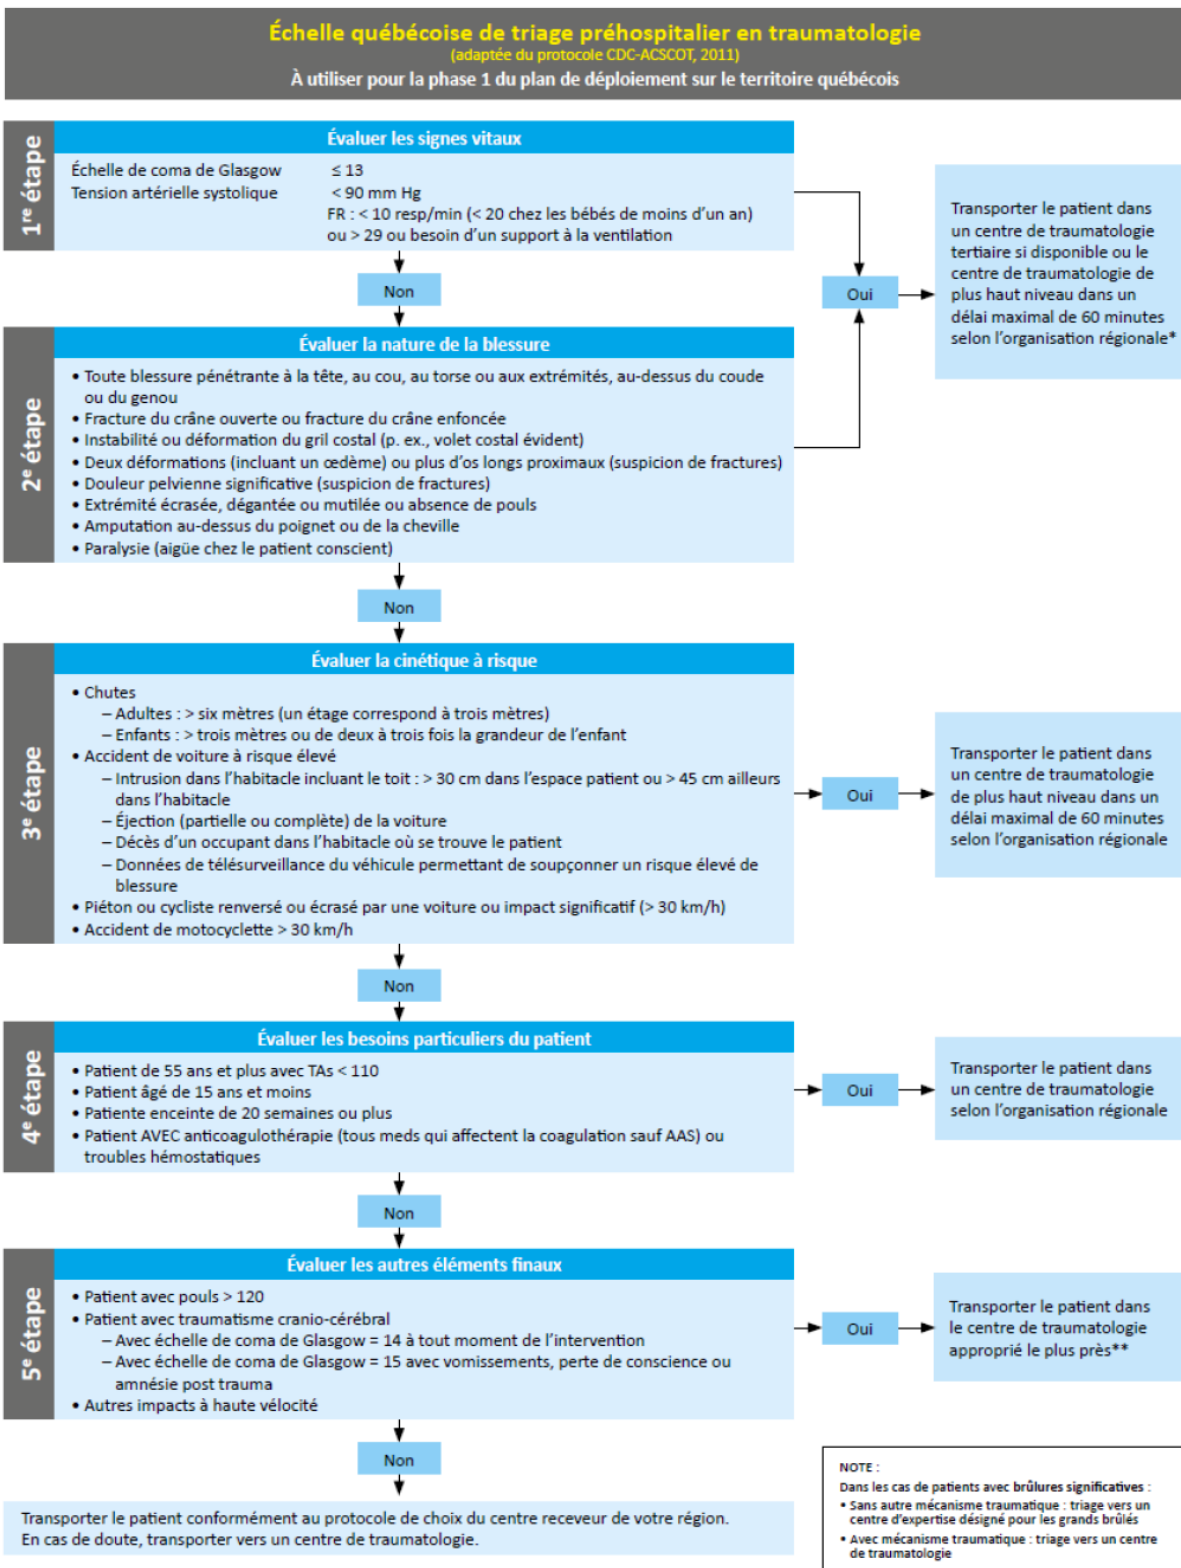 Échelle québécoise de triage préhospitalier en traumatologie
(adaptée du protocole CDC-ACSCOT, 2011)
À utiliser pour la phase 1 du plan de déploiement sur le territoire québécois
1re étape
Évaluer les signes vitaux
Échelle de coma de Glasgow ≤ 13
Tension artérielle systolique < 90 mm Hg
FR : < 10 resp/min (< 20 chez les bébés de moins d'un an)
ou > 29 ou besoin d'un support à la ventilation
Non
Oui
Transporter le patient dans
un centre de traumatologie
tertiaire si disponible ou le
centre de traumatologie de
plus haut niveau dans un
délai maximal de 60 minutes
selon l'organisation régionale*
2e étape
Évaluer la nature de la blessure
• Toute blessure pénétrante à la tête, au cou, au torse ou aux extrémités, au-dessus du coude
ou du genou
• Fracture du crâne ouverte ou fracture du crâne enfoncée
• Instabilité ou déformation du gril costal (p. ex., volet costal évident)
• Deux déformations (incluant un œdème) ou plus d'os longs proximaux (suspicion de fractures)
• Douleur pelvienne significative (suspicion de fractures)
• Extrémité écrasée, dégantée ou mutilée ou absence de pouls
• Amputation au-dessus du poignet ou de la cheville
• Paralysie (aigüe chez le patient conscient)
Non
3e étape
Évaluer la cinétique à risque
• Chutes
– Adultes : > six mètres (un étage correspond à trois mètres)
– Enfants : > trois mètres ou de deux à trois fois la grandeur de l'enfant
• Accident de voiture à risque élevé
– Intrusion dans l'habitacle incluant le toit : > 30 cm dans l'espace patient ou > 45 cm ailleurs
dans l'habitacle
– Éjection (partielle ou complète) de la voiture
– Décès d'un occupant dans l'habitacle où se trouve le patient
– Données de télésurveillance du véhicule permettant de soupçonner un risque élevé de
blessure
• Piéton ou cycliste renversé ou écrasé par une voiture ou impact significatif (> 30 km/h)
• Accident de motocyclette > 30 km/h
Oui
Transporter le patient dans
un centre de traumatologie
de plus haut niveau dans un
délai maximal de 60 minutes
selon l'organisation régionale
Non
4e étape
Évaluer les besoins particuliers du patient
• Patient de 55 ans et plus avec TAs < 110
• Patient âgé de 15 ans et moins
• Patiente enceinte de 20 semaines ou plus
• Patient AVEC anticoagulothérapie (tous meds qui affectent la coagulation sauf AAS) ou
troubles hémostatiques
Oui
Transporter le patient dans
un centre de traumatologie
selon l'organisation régionale
Non
5e étape
Évaluer les autres éléments finaux
• Patient avec pouls > 120
• Patient avec traumatisme cranio-cérébral
– Avec échelle de coma de Glasgow = 14 à tout moment de l'intervention
– Avec échelle de coma de Glasgow = 15 avec vomissements, perte de conscience ou
amnésie post trauma
• Autres impacts à haute vélocité
Oui
Transporter le patient dans
le centre de traumatologie
approprié le plus près**
Non
Transporter le patient conformément au protocole de choix du centre receveur de votre région.
En cas de doute, transporter vers un centre de traumatologie.
NOTE :
Dans les cas de patients avec brûlures significatives :
• Sans autre mécanisme traumatique : triage vers un
centre d'expertise désigné pour les grands brûlés
• Avec mécanisme traumatique : triage vers un centre
de traumatologie